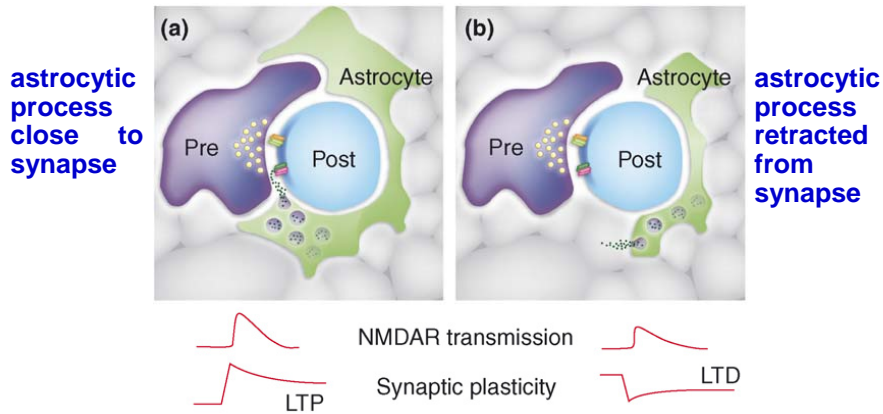 (a)
(b)
astrocytic
process
close to
synapse
Astrocyte
Pre
Post
Astrocyte
Pre
Post
astrocytic
process
retracted
from
synapse
NMDAR transmission
Synaptic plasticity
LTP
LTD